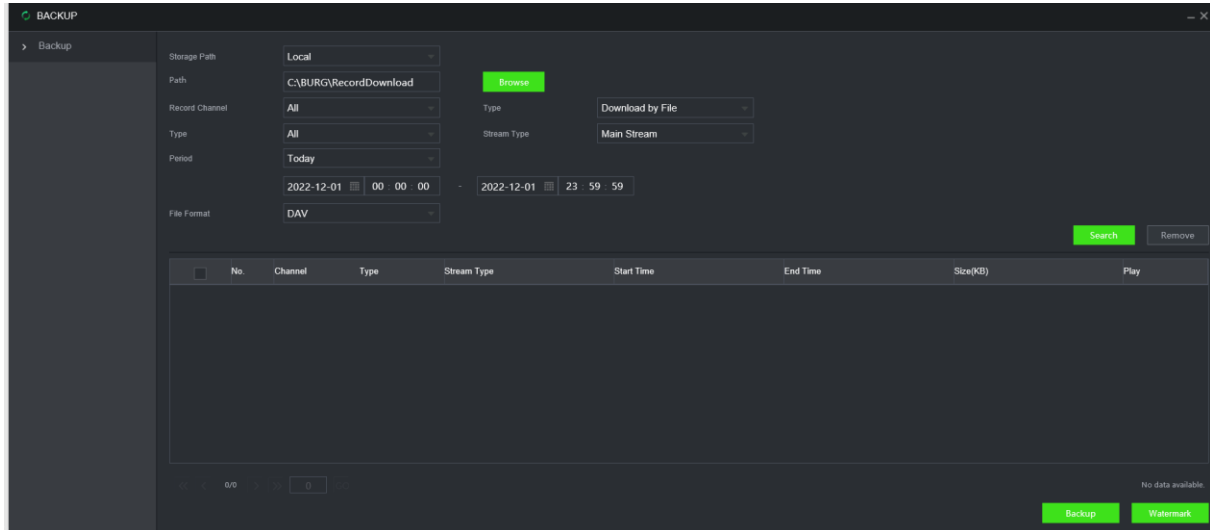 BACKUP
Backup
Storage Path Local
Path C:\BURG\RecordDownload Browse
Record Channel All Type Download by File
Type All Stream Type Main Stream
Period Today
2022-12-01 00 : 00 : 00 - 2022-12-01 23 : 59 : 59
File Format DAV
Search Remove
No. Channel Type Stream Type Start Time End Time Size(KB) Play
0/0 0 No data available.
Backup Watermark